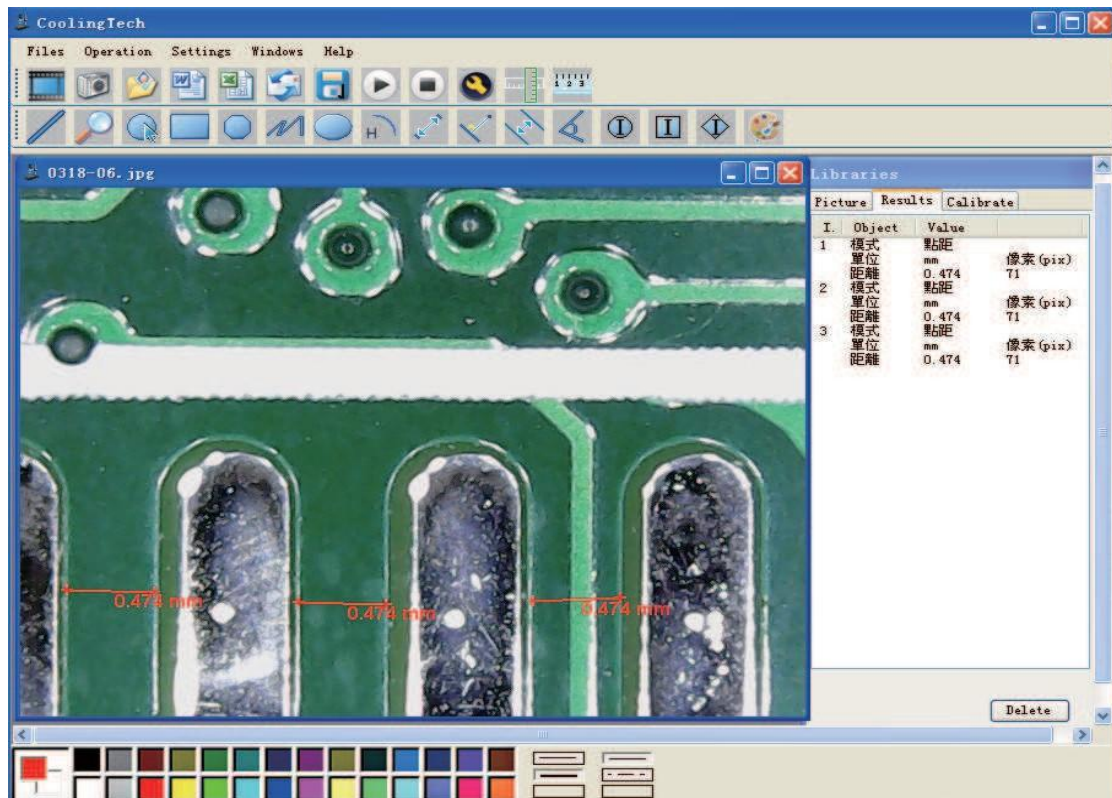 CoolingTech
Files Operation Settings Windows Help
1 2 3
H
0318-06.jpg
Libraries
Picture Results Calibrate
I. Object Value
1 模式 點距
單位 mm 像素(pix)
距離 0.474 71
2 模式 點距
單位 mm 像素(pix)
距離 0.474 71
3 模式 點距
單位 mm 像素(pix)
距離 0.474 71
0.474 mm
0.474 mm
0.474 mm
Delete